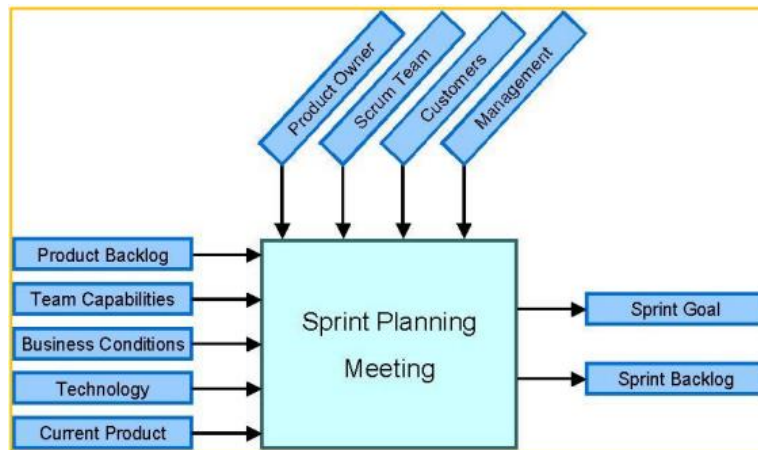 Product Owner
Scrum Team
Customers
Management
Product Backlog
Team Capabilities
Business Conditions
Technology
Current Product
Sprint Planning
Meeting
Sprint Goal
Sprint Backlog